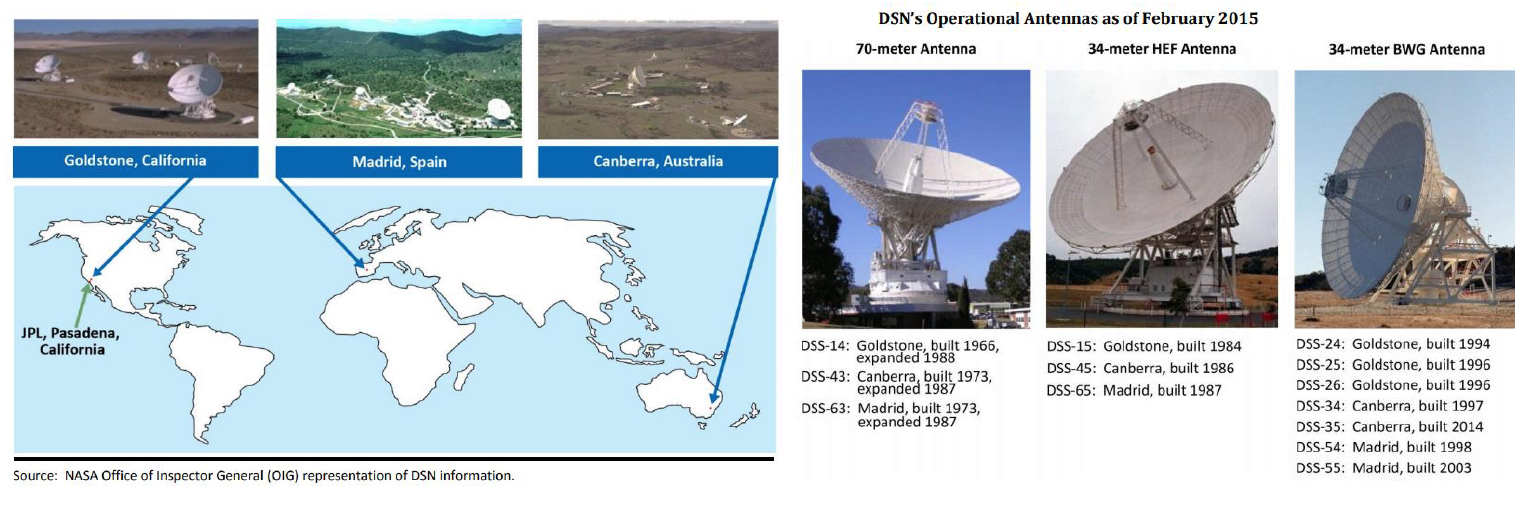 Goldstone, California
Madrid, Spain
Canberra, Australia
JPL, Pasadena,
California
Source: NASA Office of Inspector General (OIG) representation of DSN information.
DSN's Operational Antennas as of February 2015
70-meter Antenna
DSS-14: Goldstone, built 1966,
expanded 1988
DSS-43: Canberra, built 1973,
expanded 1987
DSS-63: Madrid, built 1973,
expanded 1987
34-meter HEF Antenna
DSS-15: Goldstone, built 1984
DSS-45: Canberra, built 1986
DSS-65: Madrid, built 1987
34-meter BWG Antenna
DSS-24: Goldstone, built 1994
DSS-25: Goldstone, built 1996
DSS-26: Goldstone, built 1996
DSS-34: Canberra, built 1997
DSS-35: Canberra, built 2014
DSS-54: Madrid, built 1998
DSS-55: Madrid, built 2003